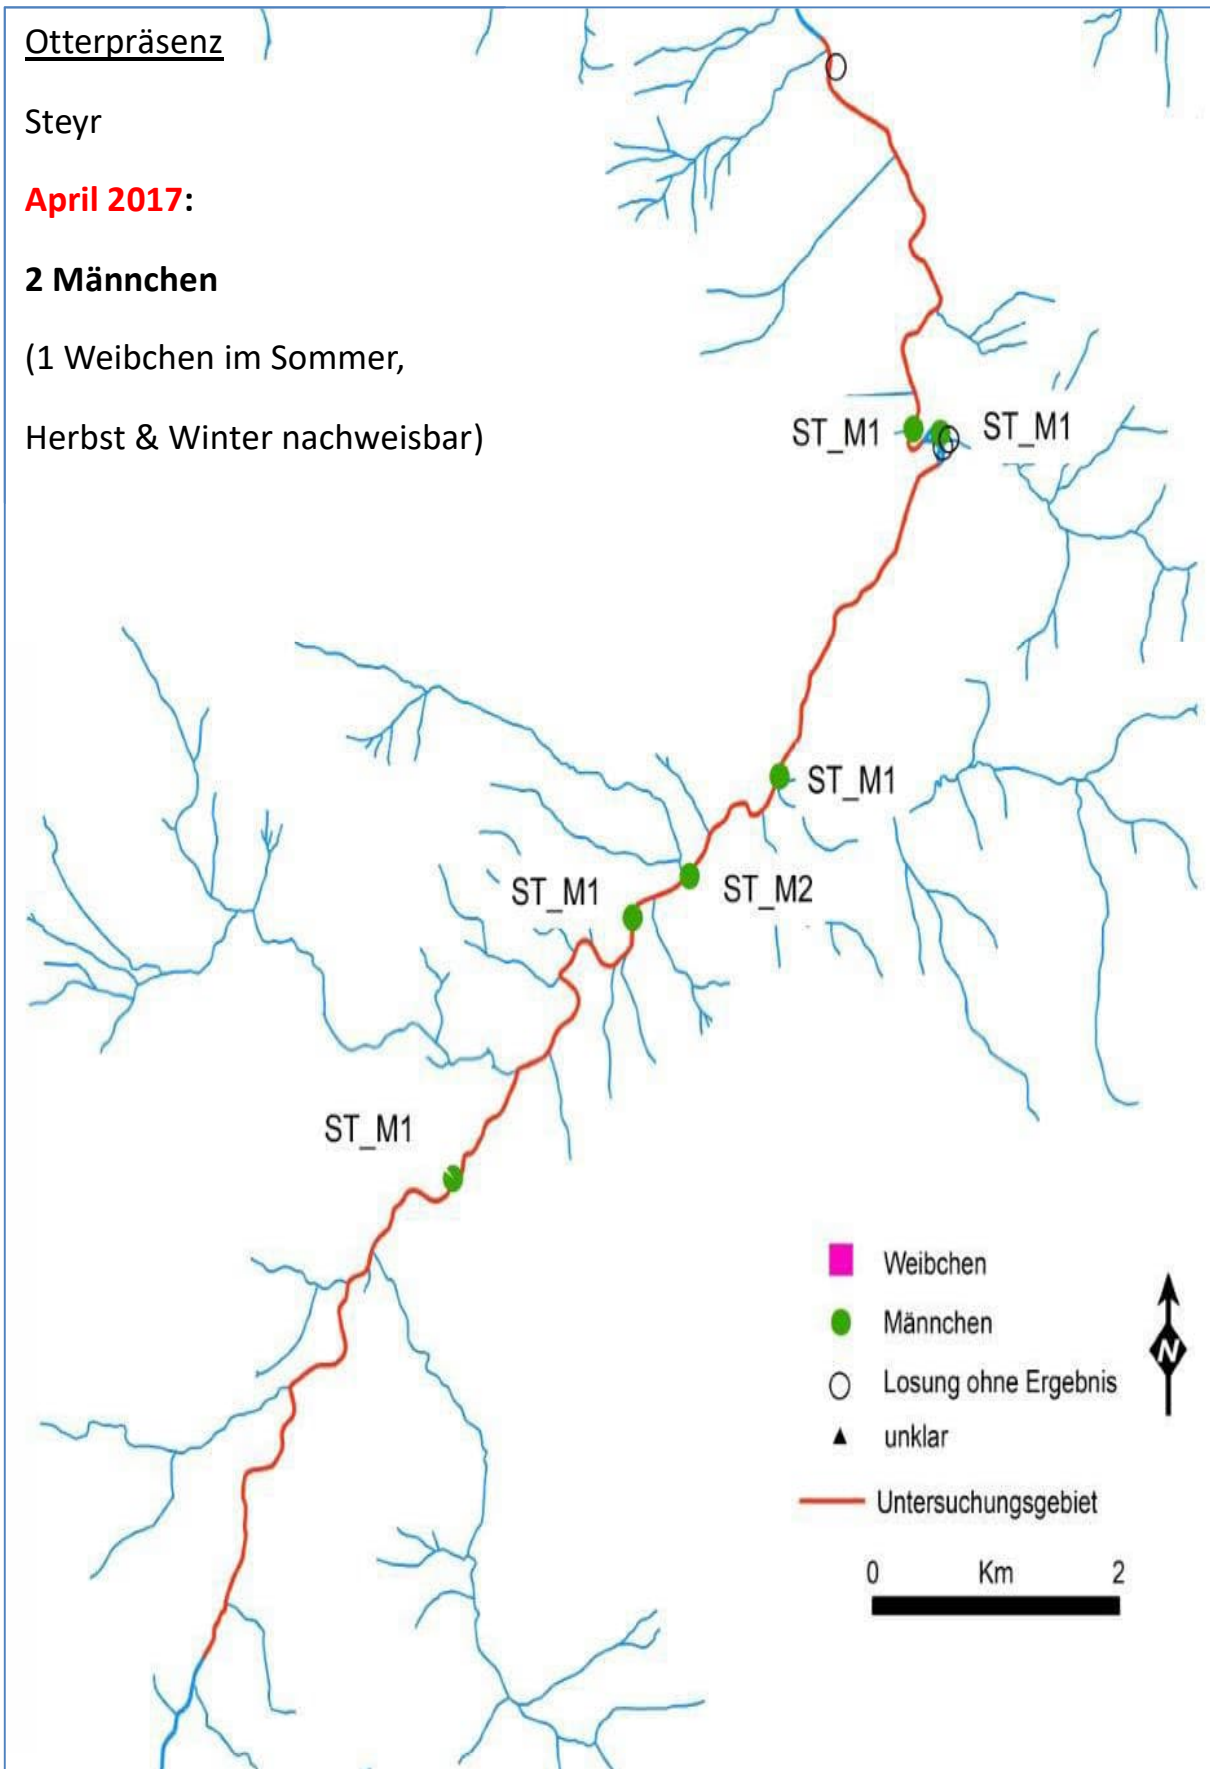 Otterpräsenz
Steyr
April 2017:
2 Männchen
(1 Weibchen im Sommer,
Herbst & Winter nachweisbar)
ST_M1
ST_M1
ST_M1
ST_M1
ST_M2
ST_M1
Weibchen
Männchen
Losung ohne Ergebnis
unklar
Untersuchungsgebiet
N
0 Km 2